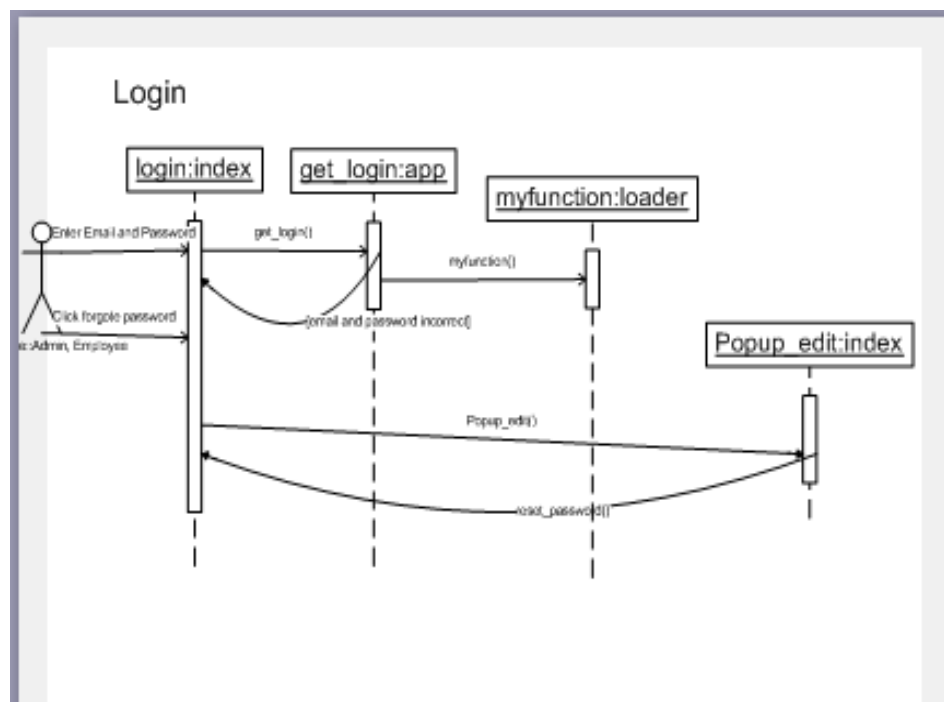 Login
login:index
get_login:app
myfunction:loader
Enter Email and Password
get_login()
myfunction()
Click forgote password
[email and password incorrect]
e:Admin, Employee
Popup_edit:index
Popup_edit()
reset_password()